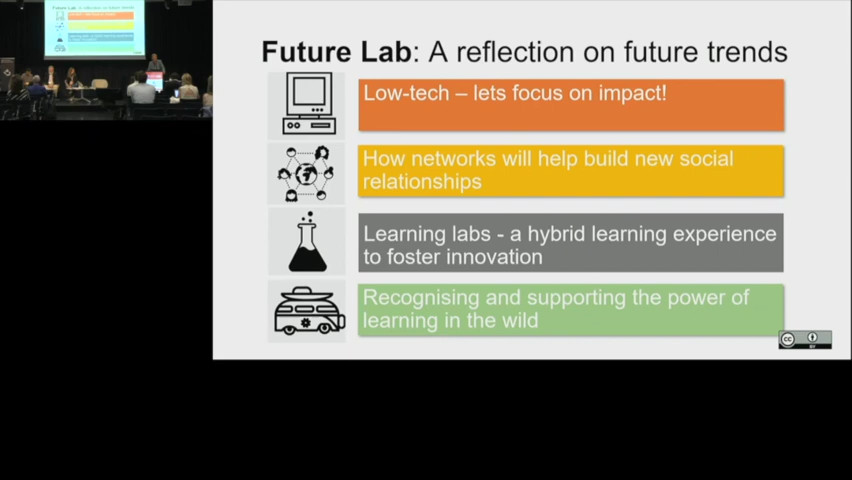 Future Lab: A reflection on future trends
Low-tech – lets focus on impact!
How networks will help build new social
relationships
Learning labs - a hybrid learning experience
to foster innovation
Recognising and supporting the power of
learning in the wild
cc
BY